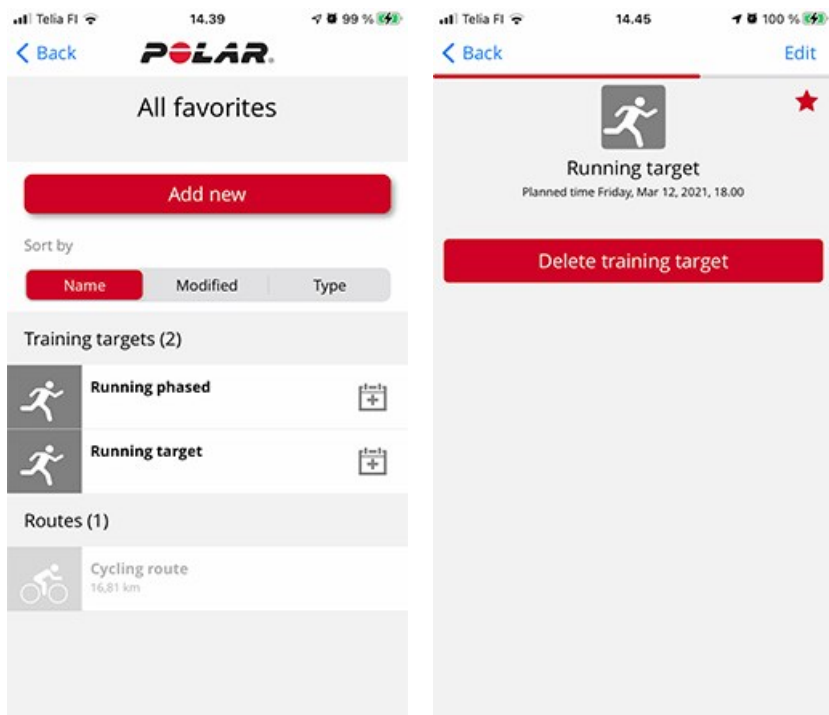 Telia FI 14.39 99 %
Back POLAR.
All favorites
Add new
Sort by
Name Modified Type
Training targets (2)
Running phased
Running target
Routes (1)
Cycling route
16,81 km
Telia FI 14.45 100 %
Back Edit
Running target
Planned time Friday, Mar 12, 2021, 18.00
Delete training target